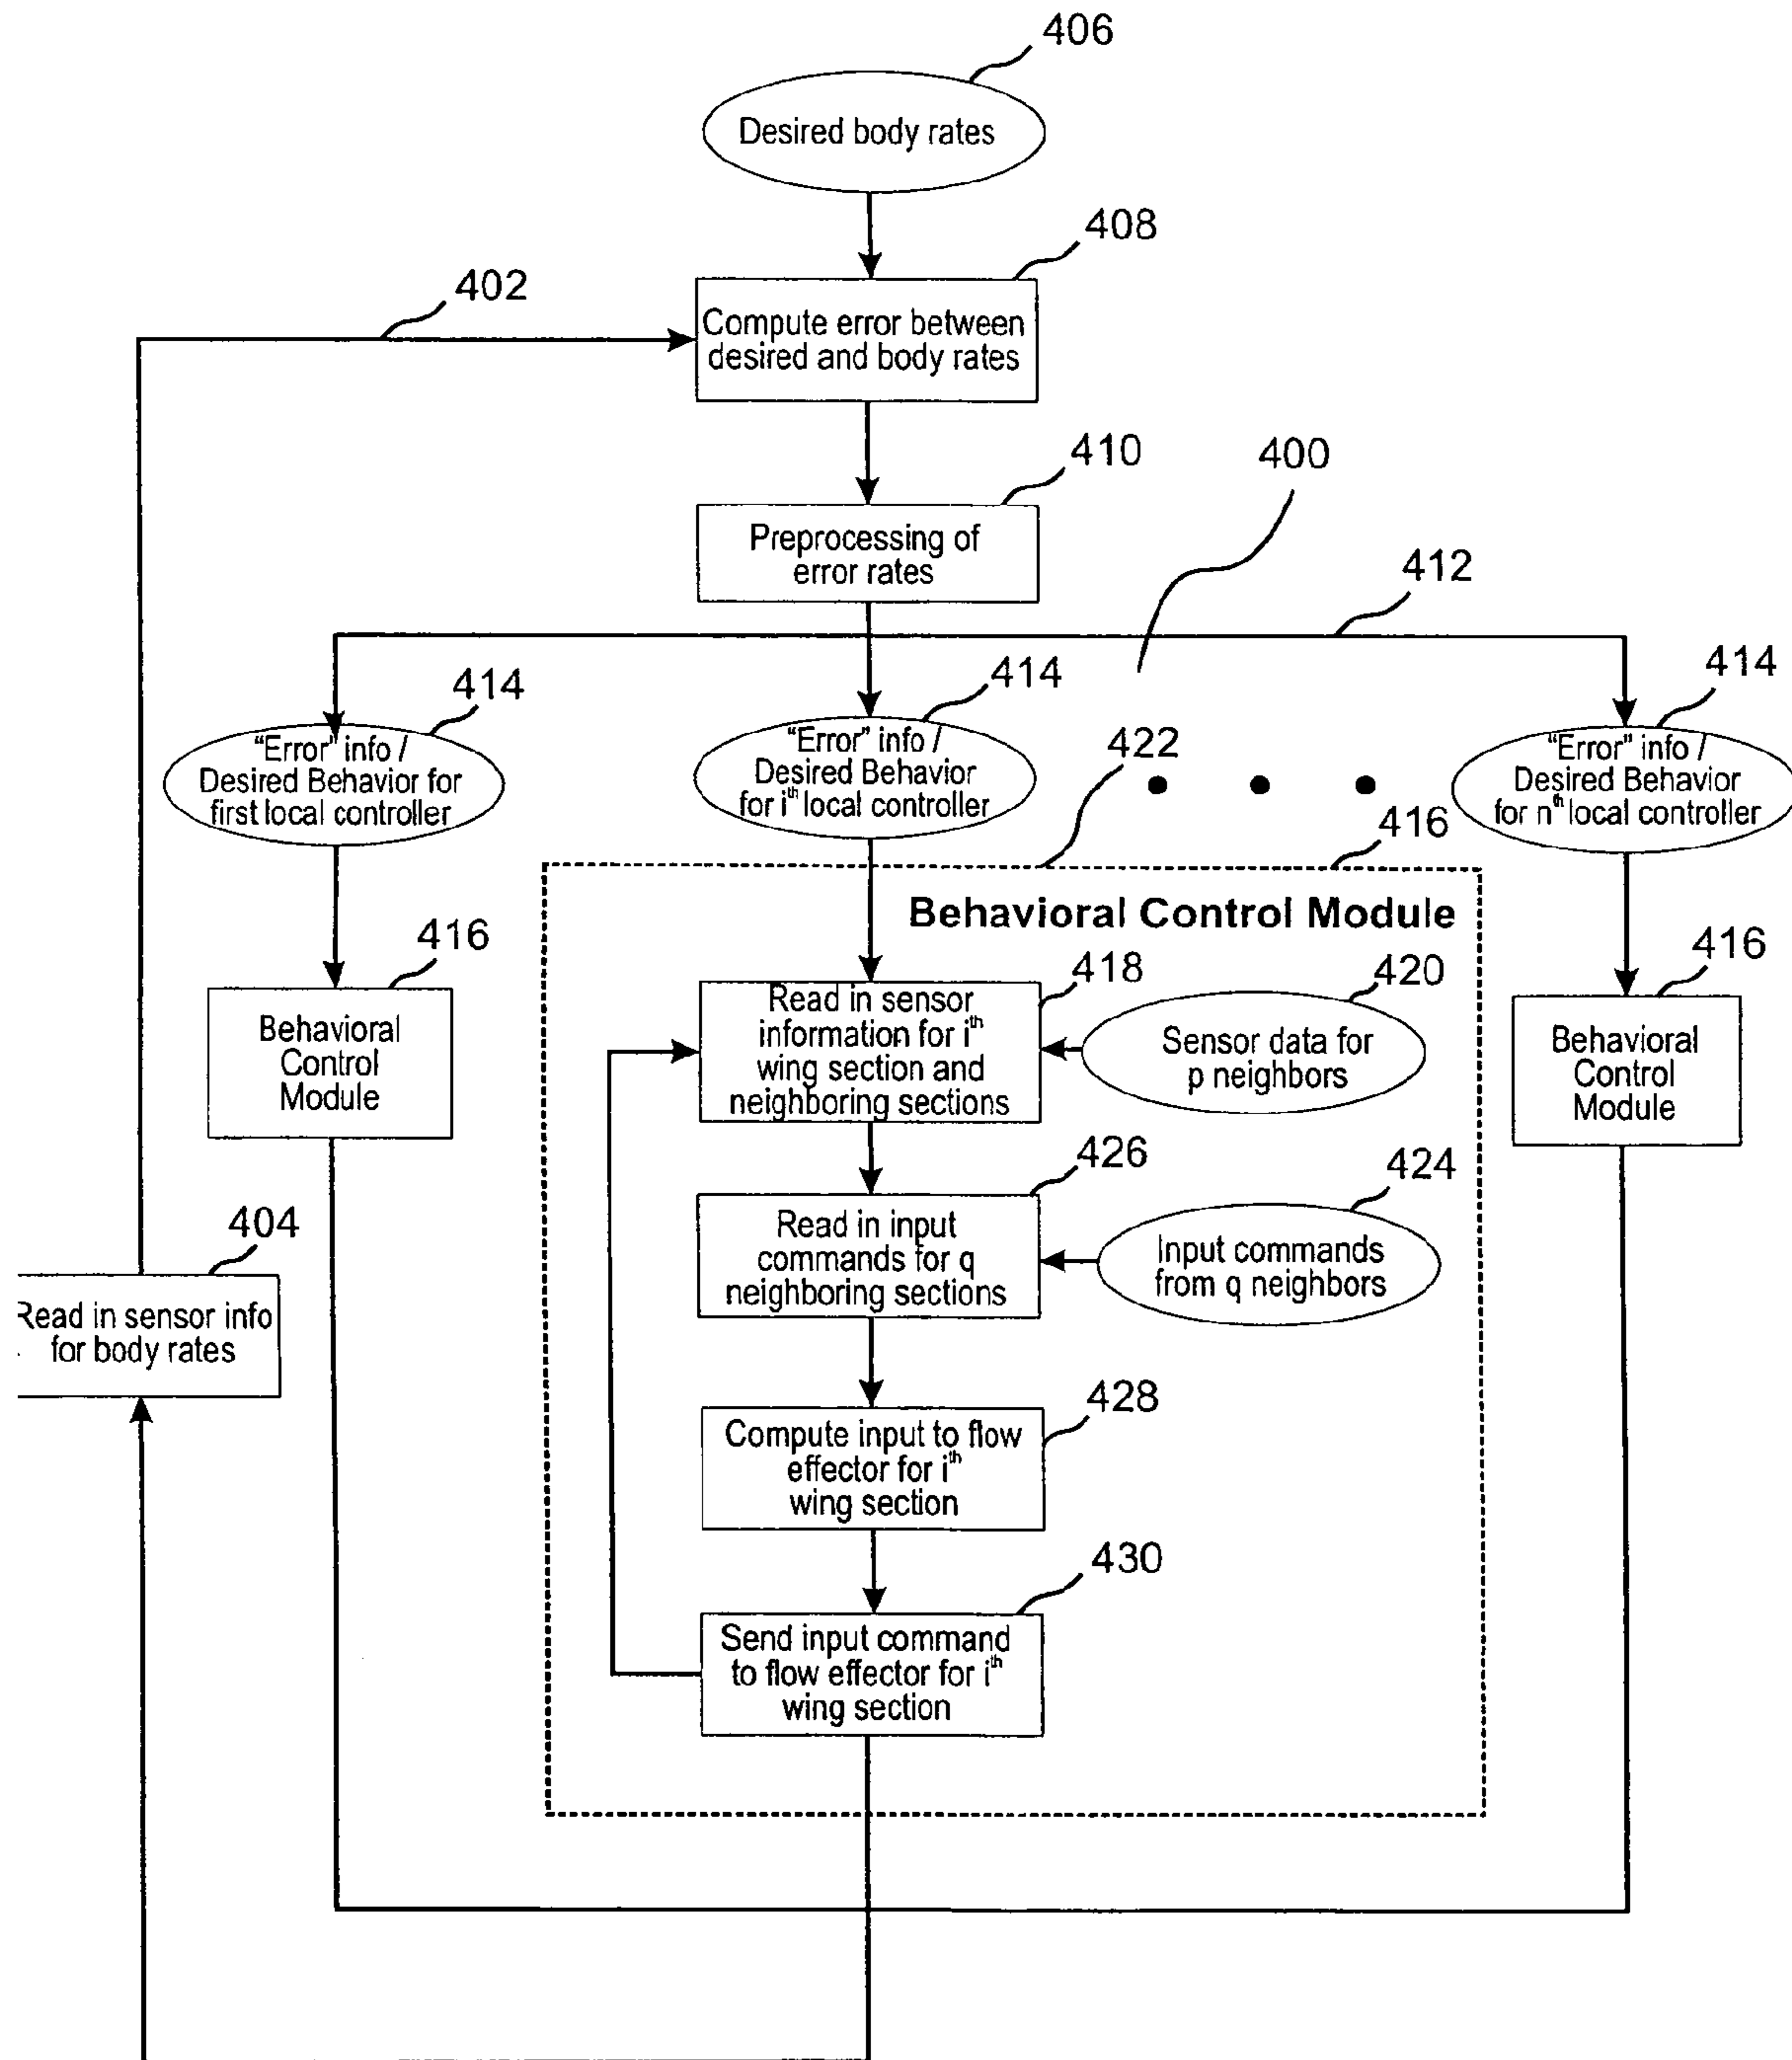 406
Desired body rates
408
402
Compute error between
desired and body rates
410
400
Preprocessing of
error rates
412
414
414
414
"Error" info /
Desired Behavior for
first local controller
"Error" info /
Desired Behavior
for ith local controller
422
"Error" info /
Desired Behavior
for nth local controller
416
Behavioral Control Module
416
418
420
416
Behavioral
Control
Module
Read in sensor
information for ith
wing section and
neighboring sections
Sensor data for
p neighbors
Behavioral
Control
Module
426
424
404
Read in input
commands for q
neighboring sections
Input commands
from q neighbors
Read in sensor info
for body rates
428
Compute input to flow
effector for ith
wing section
430
Send input command
to flow effector for ith
wing section